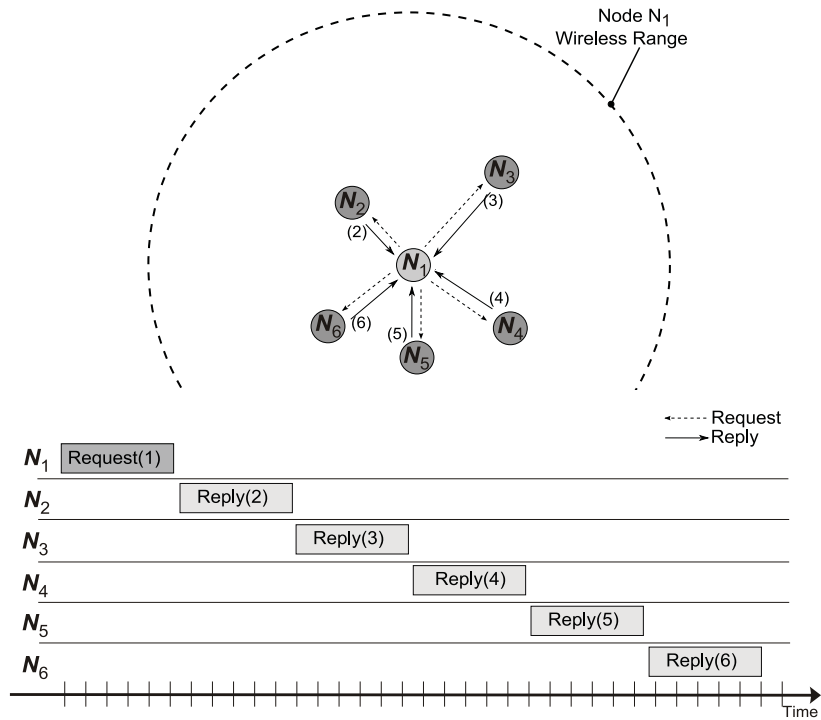 Node N1
Wireless Range
N3
(3)
N2
(2)
N1
(4)
N4
N6
(6)
(5)
N5
Request
Reply
N1 Request(1)
N2 Reply(2)
N3 Reply(3)
N4 Reply(4)
N5 Reply(5)
N6 Reply(6)
Time